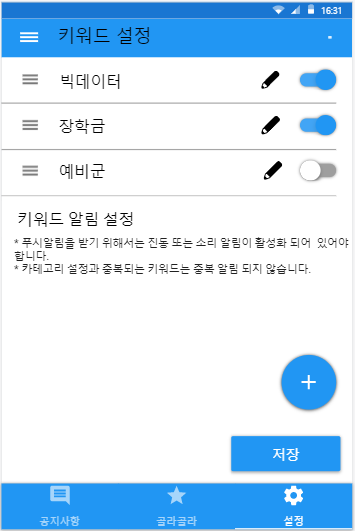 16:31
키워드 설정
빅데이터
장학금
예비군
키워드 알림 설정
* 푸시알림을 받기 위해서는 진동 또는 소리 알림이 활성화 되어 있어야
합니다.
* 카테고리 설정과 중복되는 키워드는 중복 알림 되지 않습니다.
저장
공지사항 골라골라 설정